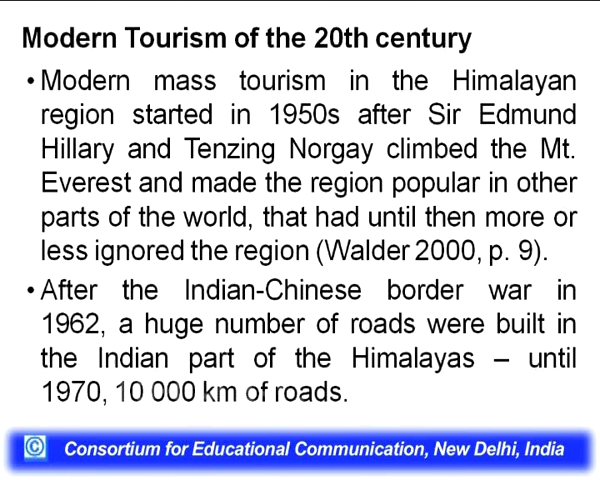 Modern Tourism of the 20th century
• Modern mass tourism in the Himalayan
region started in 1950s after Sir Edmund
Hillary and Tenzing Norgay climbed the Mt.
Everest and made the region popular in other
parts of the world, that had until then more or
less ignored the region (Walder 2000, p. 9).
• After the Indian-Chinese border war in
1962, a huge number of roads were built in
the Indian part of the Himalayas – until
1970, 10 000 km of roads.
© Consortium for Educational Communication, New Delhi, India